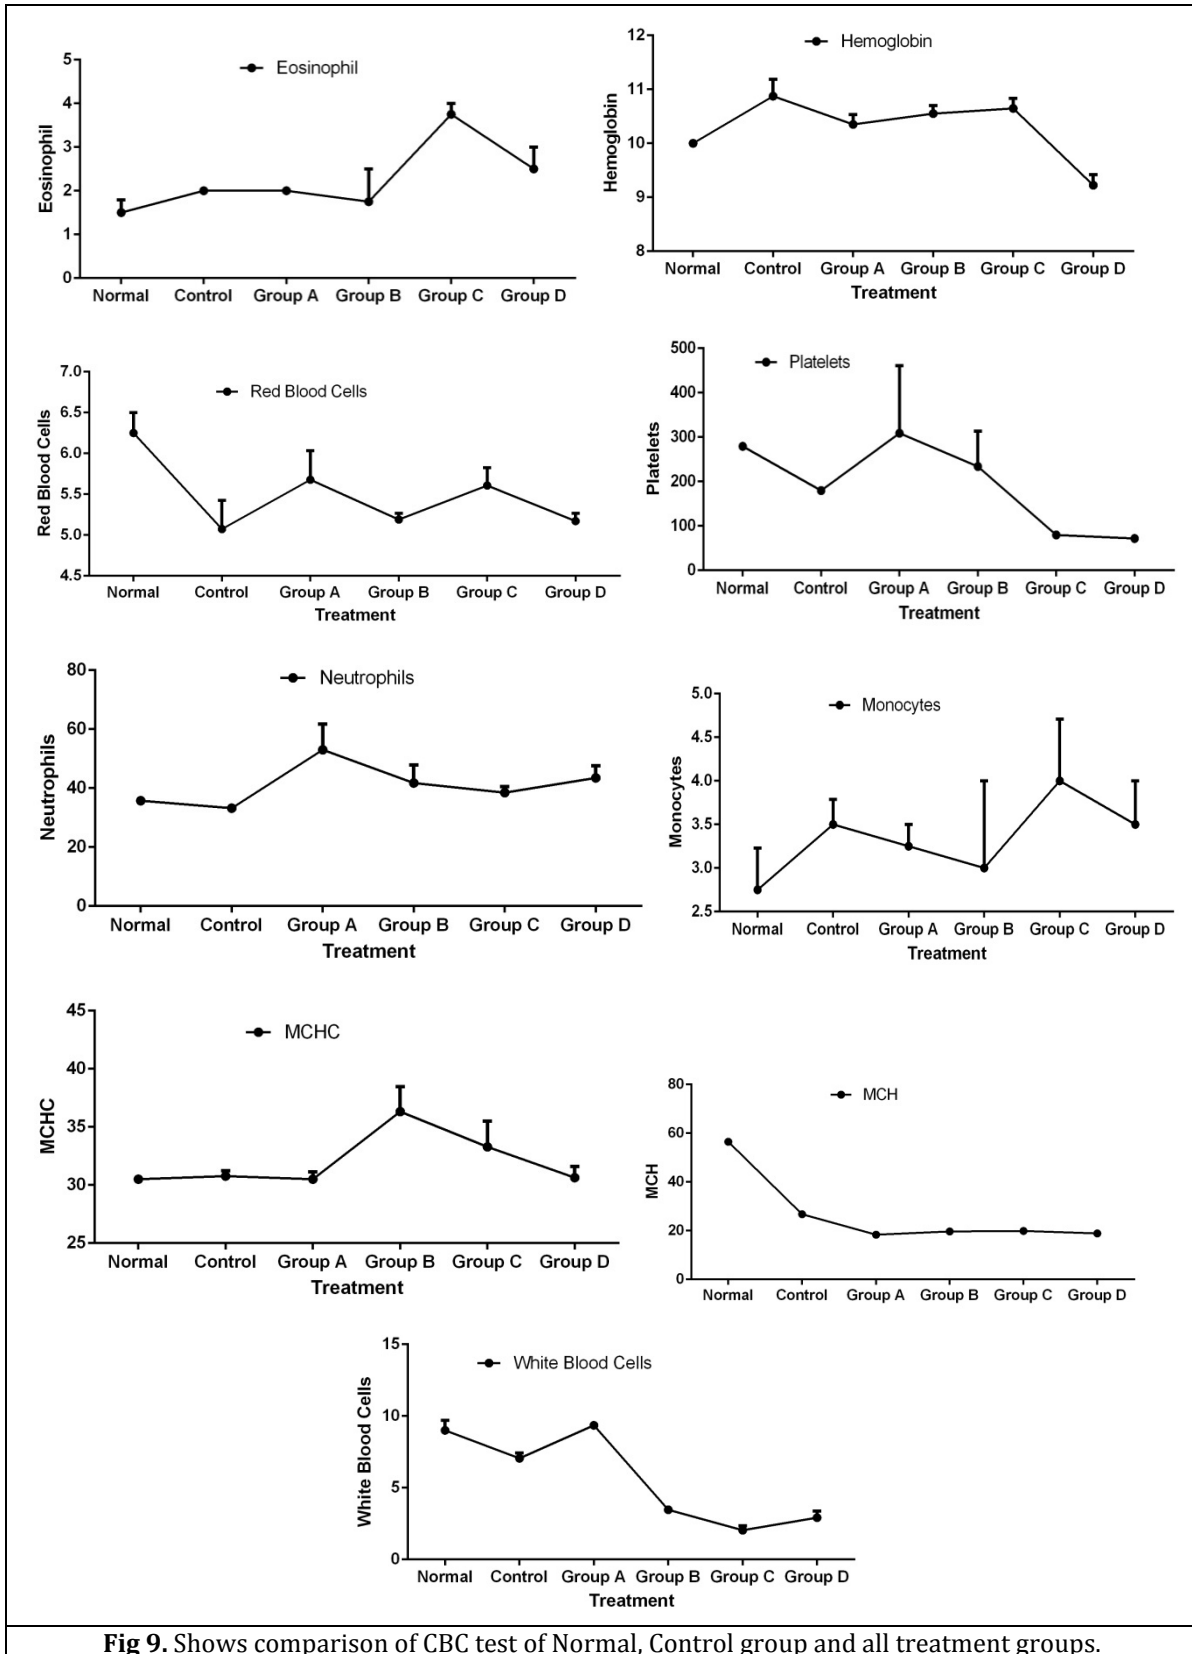 Eosinophil
Eosinophil
5
4
3
2
1
0
Normal Control Group A Group B Group C Group D
Hemoglobin
Hemoglobin
12
11
10
9
8
Normal Control Group A Group B Group C Group D
Treatment
Red Blood Cells
Red Blood Cells
7.0
6.5
6.0
5.5
5.0
4.5
Normal Control Group A Group B Group C Group D
Treatment
Platelets
Platelets
500
400
300
200
100
0
Normal Control Group A Group B Group C Group D
Treatment
Neutrophils
Neutrophils
80
60
40
20
0
Normal Control Group A Group B Group C Group D
Treatment
Monocytes
Monocytes
5.0
4.5
4.0
3.5
3.0
2.5
Normal Control Group A Group B Group C Group D
Treatment
MCHC
MCHC
45
40
35
30
25
Normal Control Group A Group B Group C Group D
Treatment
MCH
MCH
80
60
40
20
0
Normal Control Group A Group B Group C Group D
White Blood Cells
White Blood Cells
15
10
5
0
Normal Control Group A Group B Group C Group D
Treatment
Fig 9. Shows comparison of CBC test of Normal, Control group and all treatment groups.